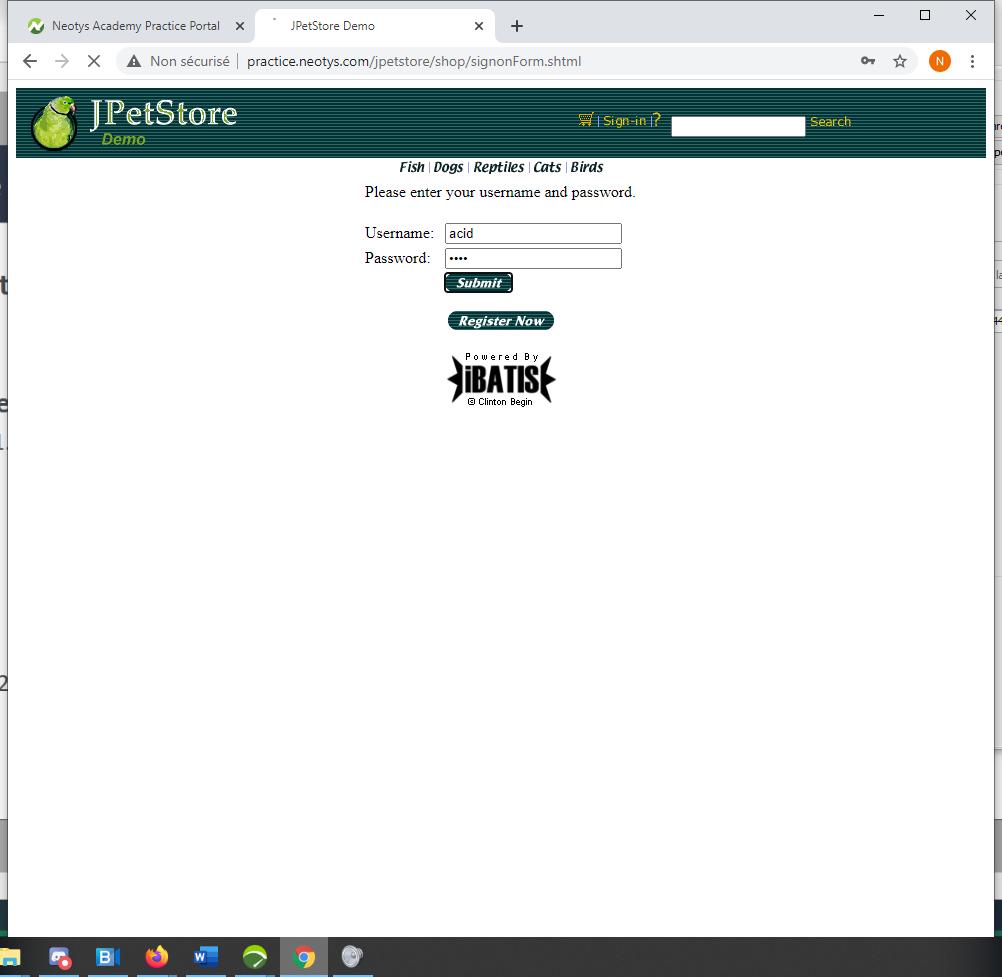 Neotys Academy Practice Portal
JPetStore Demo
Non sécurisé
practice.neotys.com/jpetstore/shop/signonForm.shtml
N
JPetStore
Demo
| Sign-in | ?
Search
Fish | Dogs | Reptiles | Cats | Birds
Please enter your username and password.
Username: acid
Password: ••••
Submit
Register Now
Powered By
iBATIS
© Clinton Begin